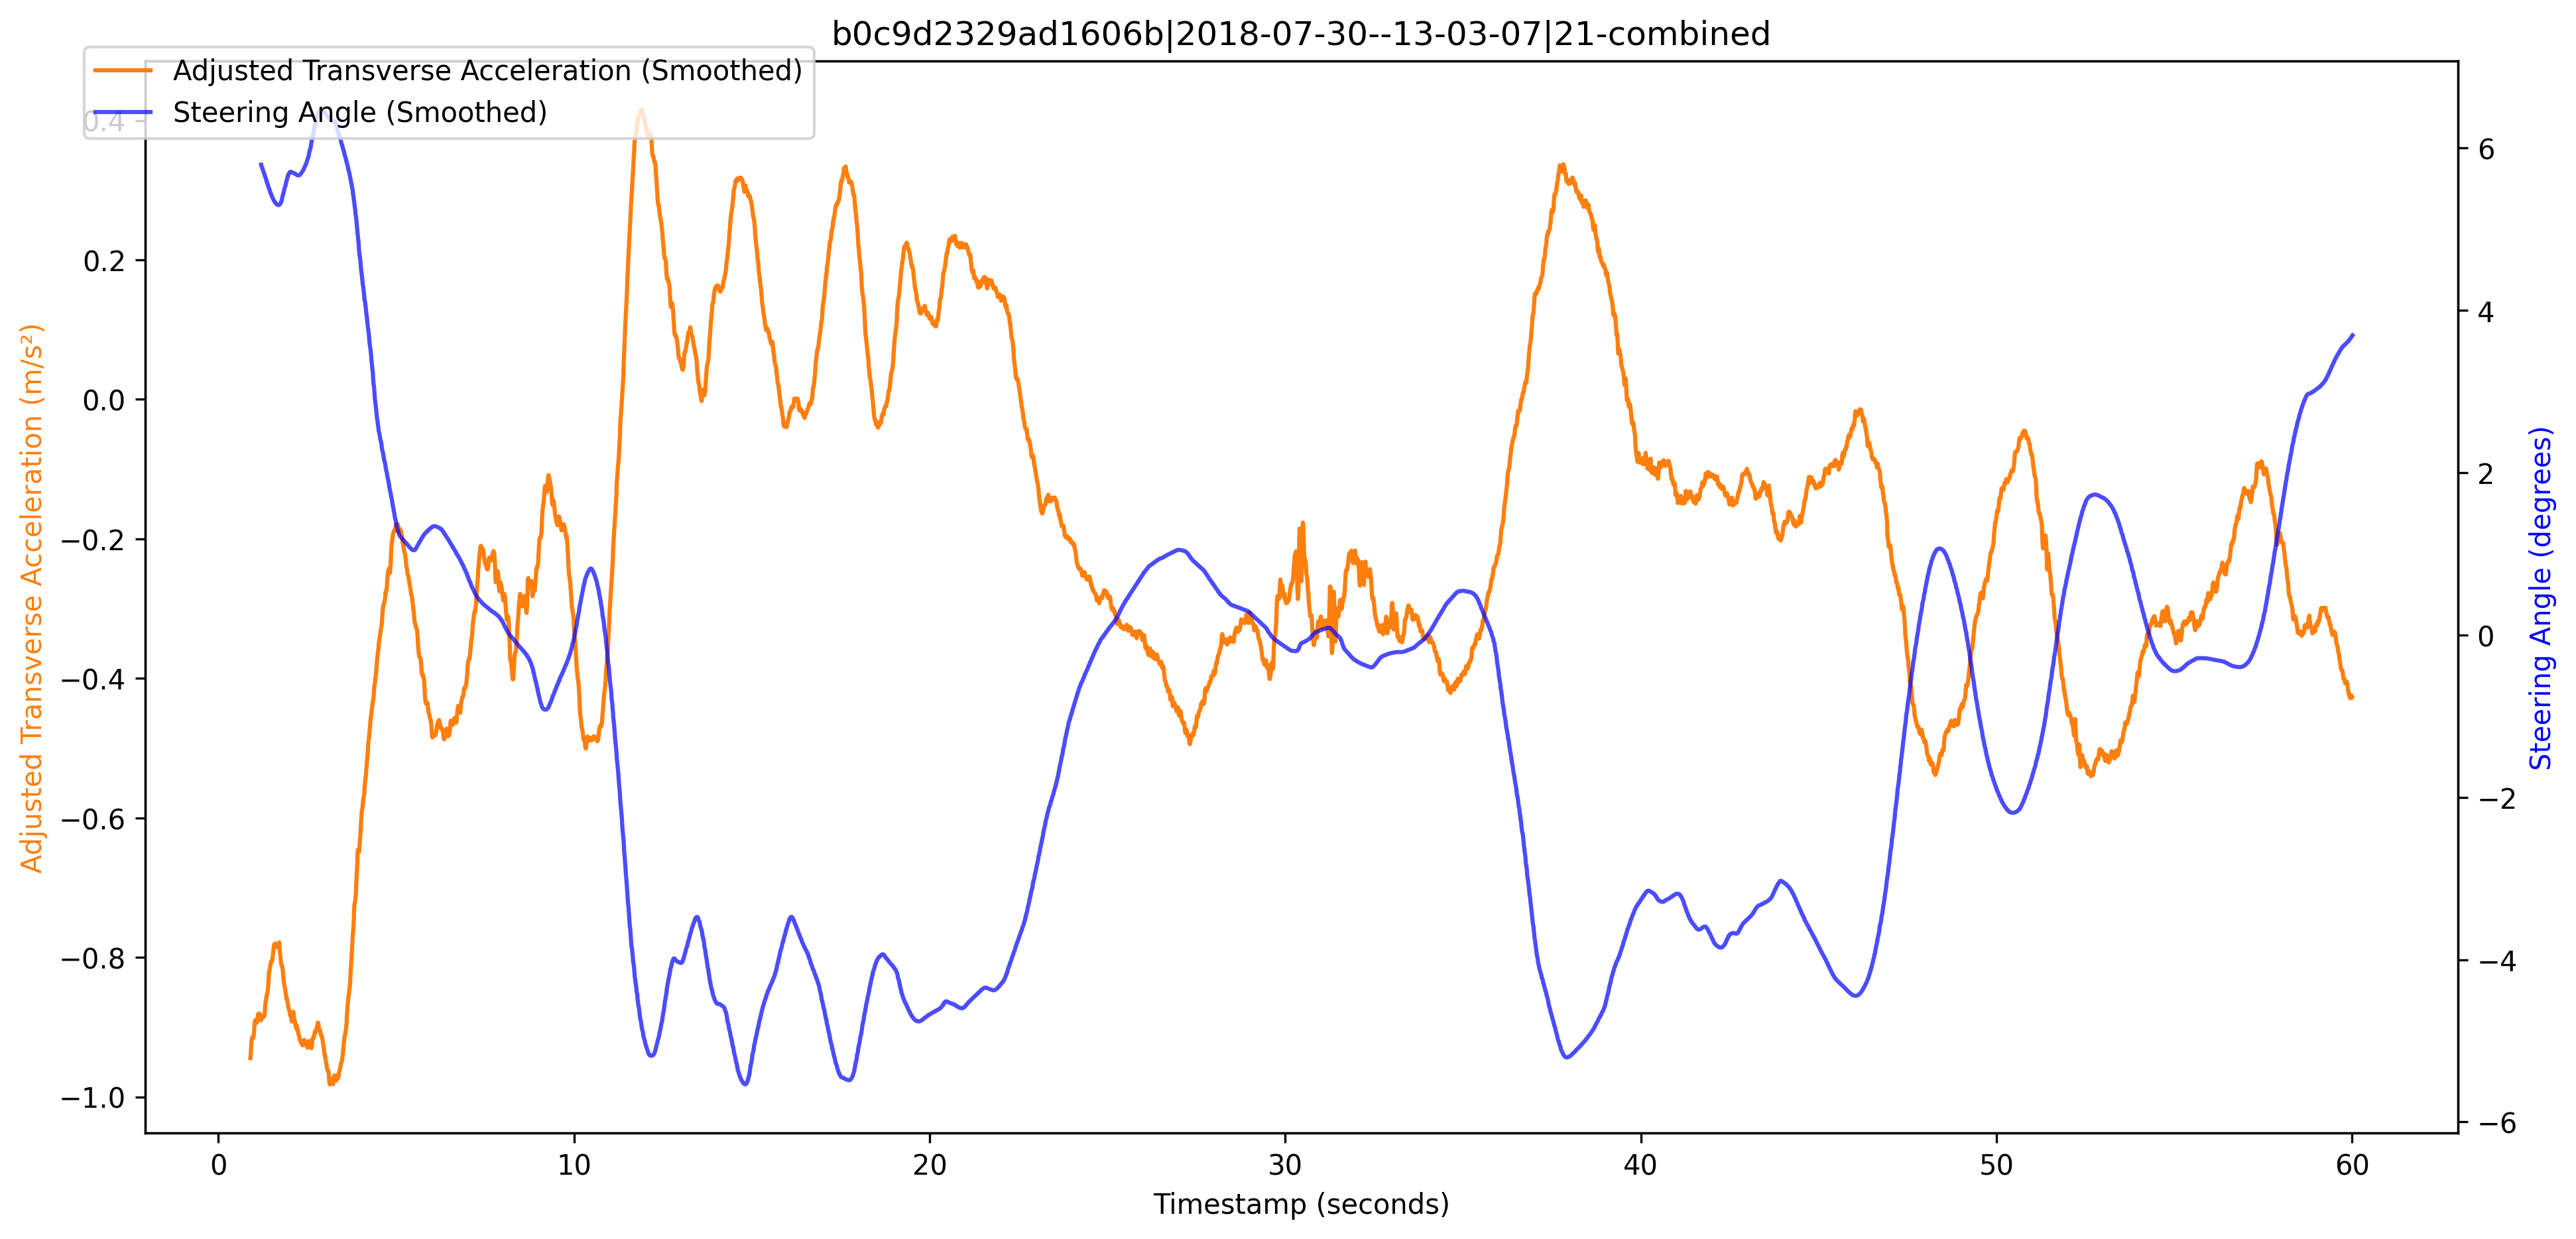 b0c9d2329ad1606b|2018-07-30--13-03-07|21-combined
Adjusted Transverse Acceleration (Smoothed)
Steering Angle (Smoothed)
0.4
0.2
0.0
−0.2
−0.4
−0.6
−0.8
−1.0
Adjusted Transverse Acceleration (m/s²)
6
4
2
0
−2
−4
−6
Steering Angle (degrees)
0 10 20 30 40 50 60
Timestamp (seconds)